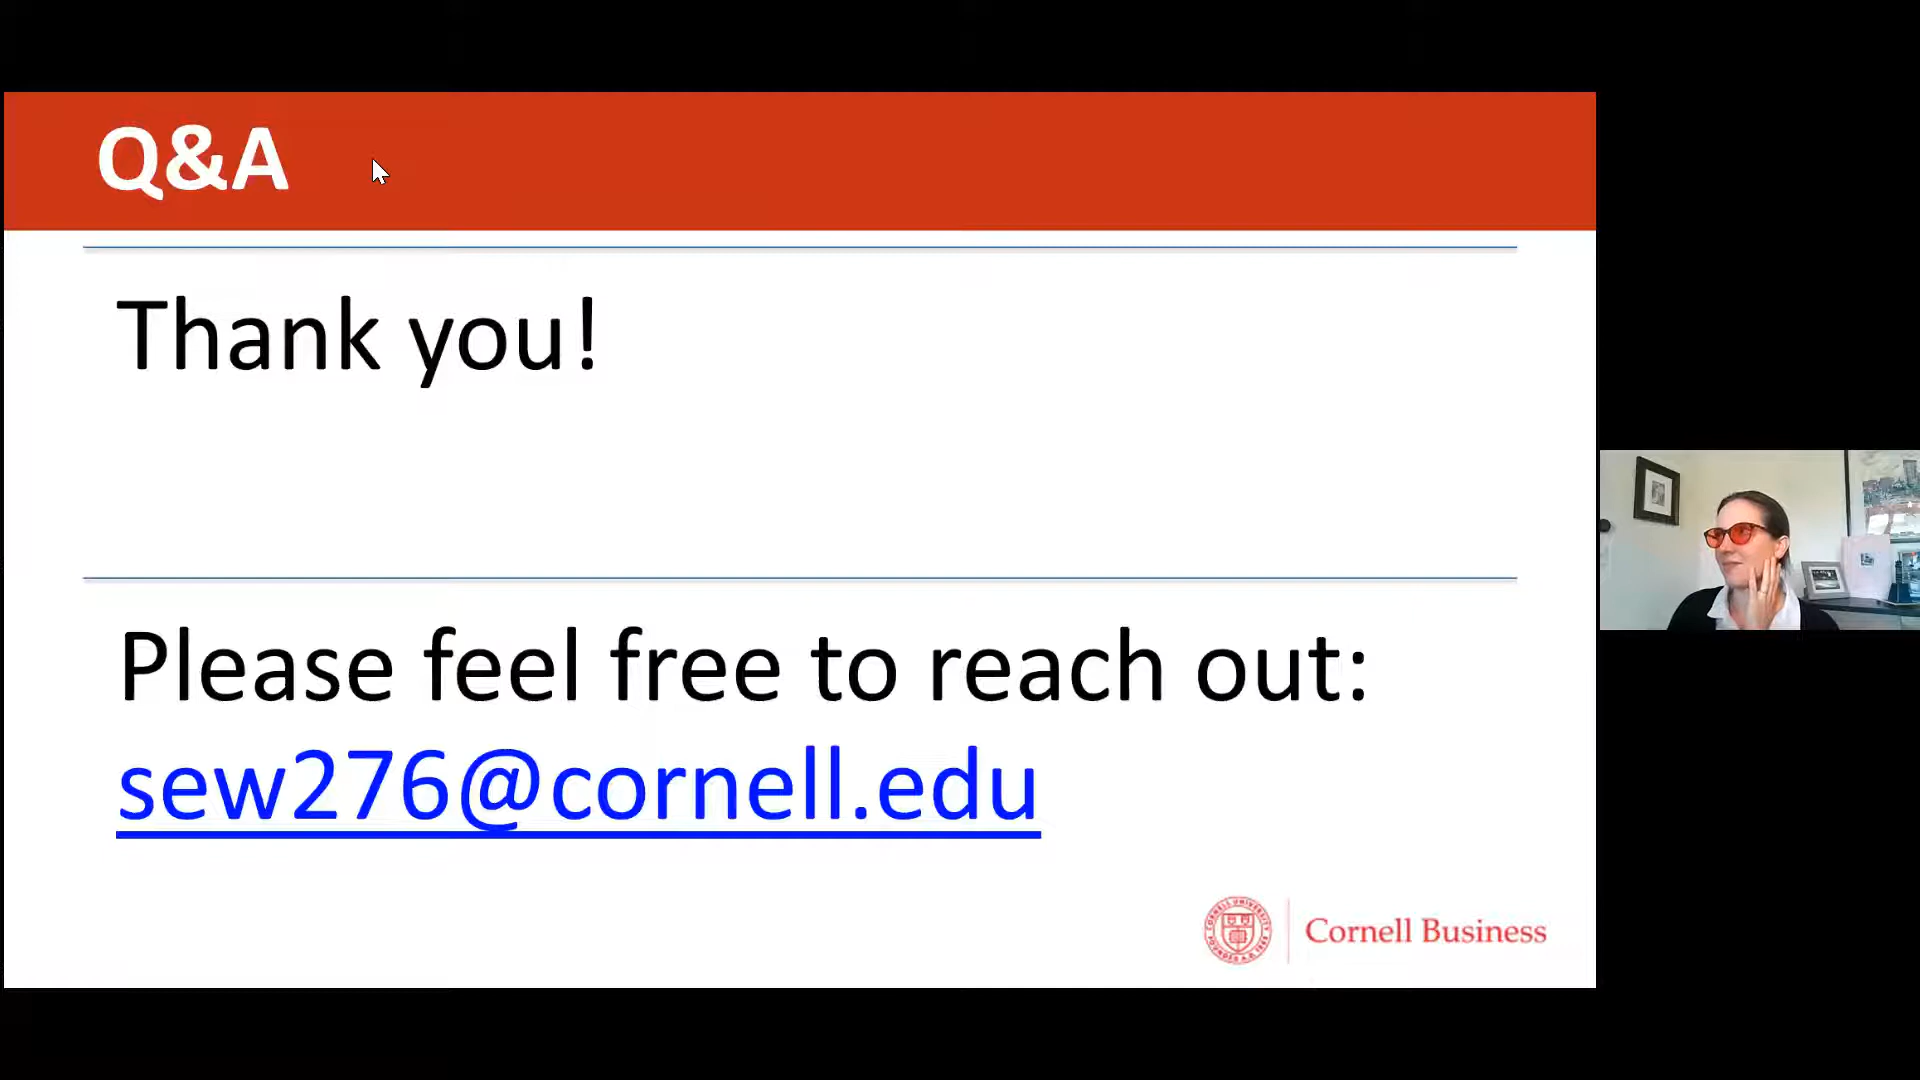 Q&A
Thank you!
Please feel free to reach out:
sew276@cornell.edu
Cornell Business